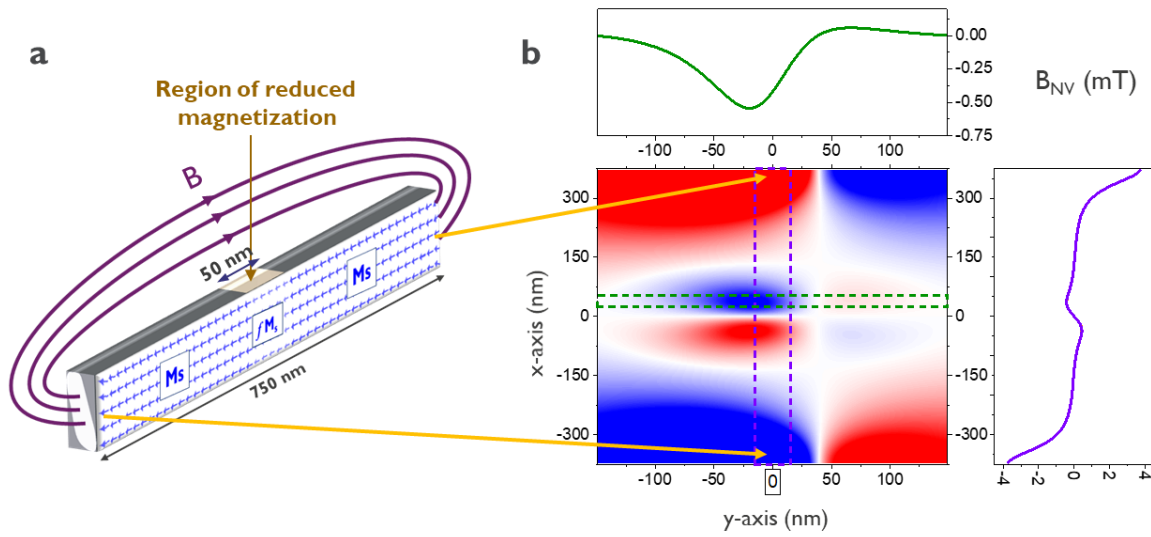 a
Region of reduced
magnetization
B
50 nm
Ms
f Ms
Ms
750 nm
b
0.00
-0.25
-0.50
-0.75
-100 -50 0 50 100
BNV (mT)
300
150
0
-150
-300
x-axis (nm)
-100 -50 0 50 100
y-axis (nm)
300
150
0
-150
-300
-4 -2 0 2 4